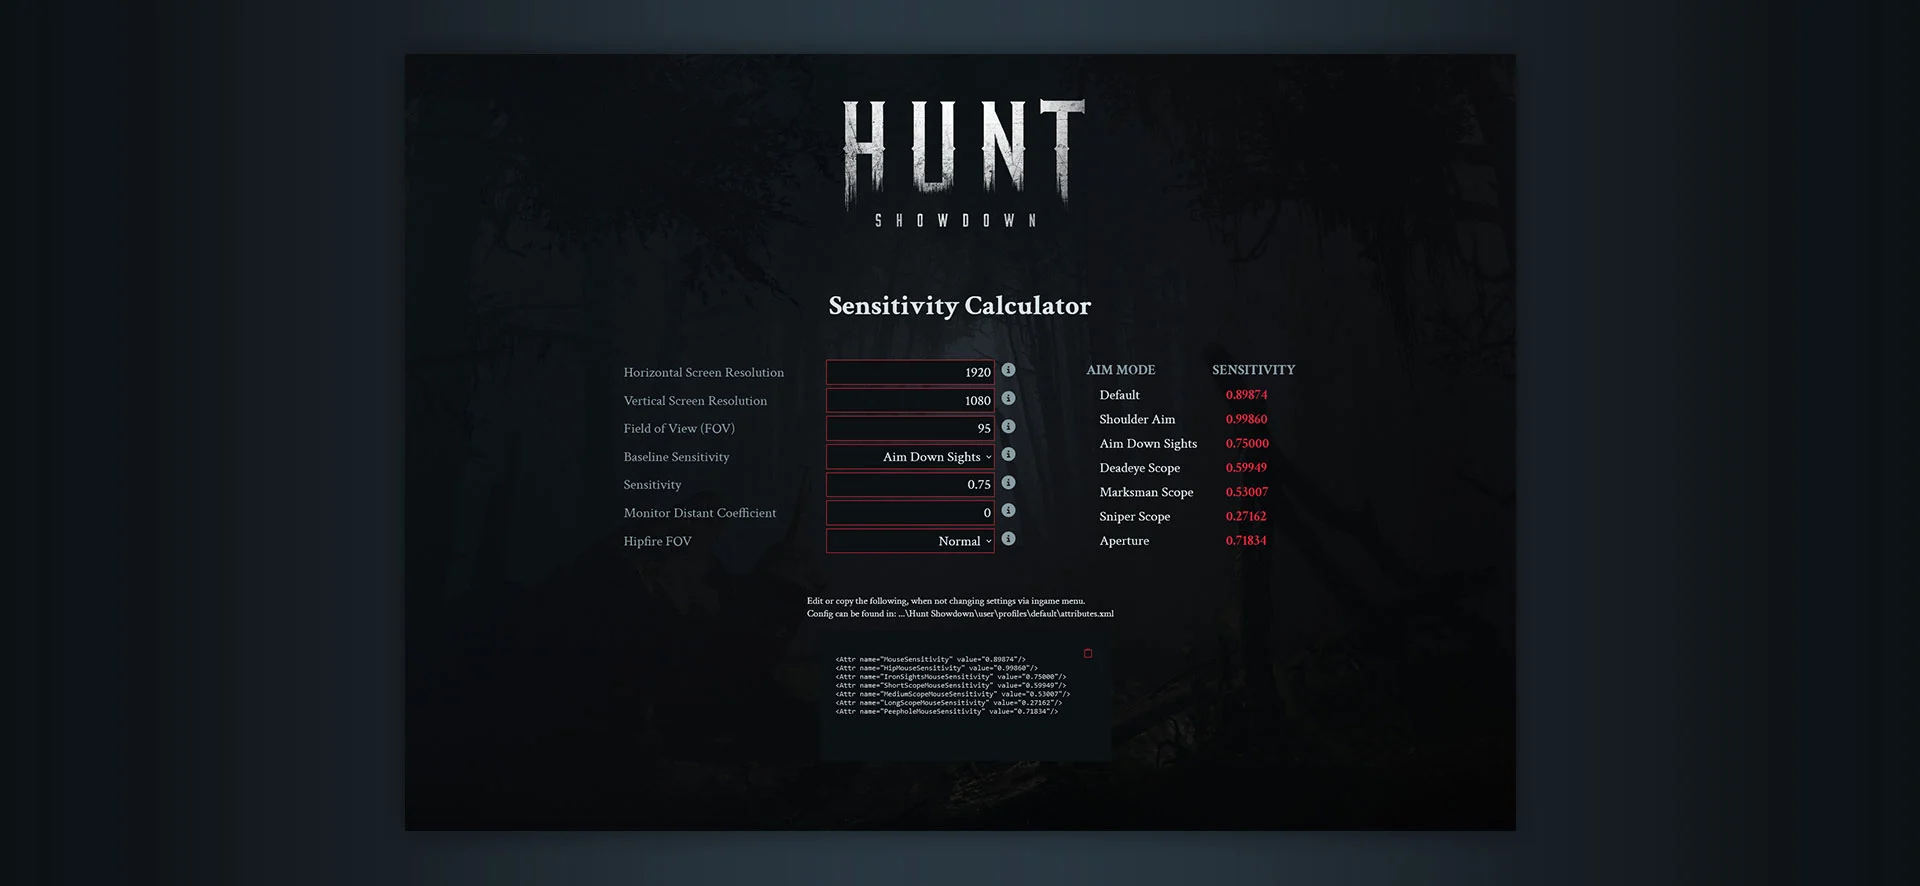 HUNT
SHOWDOWN
Sensitivity Calculator
Horizontal Screen Resolution 1920
Vertical Screen Resolution 1080
Field of View (FOV) 95
Baseline Sensitivity Aim Down Sights
Sensitivity 0.75
Monitor Distant Coefficient 0
Hipfire FOV Normal
AIM MODE SENSITIVITY
Default 0.89874
Shoulder Aim 0.99860
Aim Down Sights 0.75000
Deadeye Scope 0.59949
Marksman Scope 0.53007
Sniper Scope 0.27162
Aperture 0.71834
Edit or copy the following, when not changing settings via ingame menu.
Config can be found in: ...\Hunt Showdown\user\profiles\default\attributes.xml
<Attr name="MouseSensitivity" value="0.89874"/>
<Attr name="HipMouseSensitivity" value="0.99860"/>
<Attr name="IronSightsMouseSensitivity" value="0.75000"/>
<Attr name="ShortScopeMouseSensitivity" value="0.59949"/>
<Attr name="MediumScopeMouseSensitivity" value="0.53007"/>
<Attr name="LongScopeMouseSensitivity" value="0.27162"/>
<Attr name="PeepholeMouseSensitivity" value="0.71834"/>